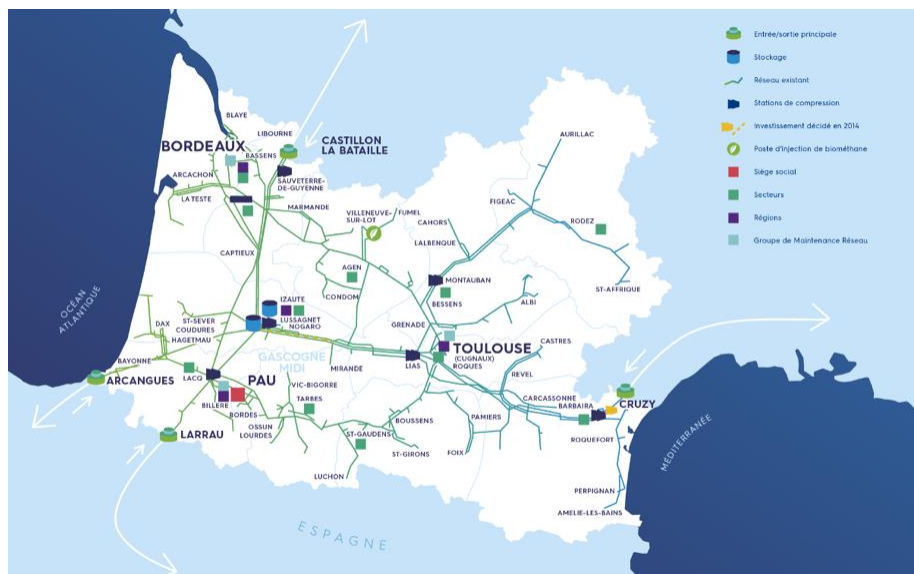 Entrée/sortie principale
Stockage
Réseau existant
Stations de compression
Investissement décidé en 2014
Poste d'injection de biométhane
Siège social
Secteurs
Régions
Groupe de Maintenance Réseau
BLAYE
LIBOURNE
BORDEAUX
BASSENS
CASTILLON
LA BATAILLE
AURILLAC
ARCACHON
SAUVETERRE-
DE-GUYENNE
LA TESTE
MARMANDE
VILLENEUVE-
SUR-LOT
FUMEL
CAHORS
FIGEAC
RODEZ
LALBENQUE
CAPTIEUX
AGEN
MONTAUBAN
ST-AFFRIQUE
CONDOM
BESSENS
ALBI
OCÉAN
ATLANTIQUE
IZAUTE
LUSSAGNET
NOGARO
ST-SEVER
COUDURES
HAGETMAU
DAX
GRENADE
TOULOUSE
(CUGNAUX)
ROQUES
CASTRES
GASCOGNE
MIDI
LIAS
MIRANDE
BAYONNE
ARCANGUES
LACQ
PAU
REVEL
VIC-BIGORRE
TARBES
BILLERE
BORDES
CARCASSONNE
BARBAIRA
CRUZY
OSSUN
LOURDES
LARRAU
BOUSSENS
PAMIERS
ST-GAUDENS
ST-GIRONS
FOIX
ROQUEFORT
MÉDITERRANÉE
LUCHON
PERPIGNAN
AMELIE-LES-BAINS
ESPAGNE